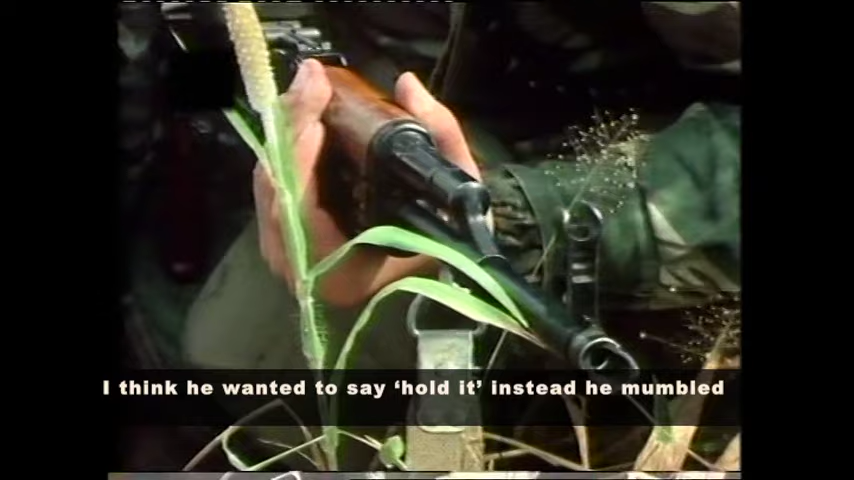 I think he wanted to say ‘hold it’ instead he mumbled